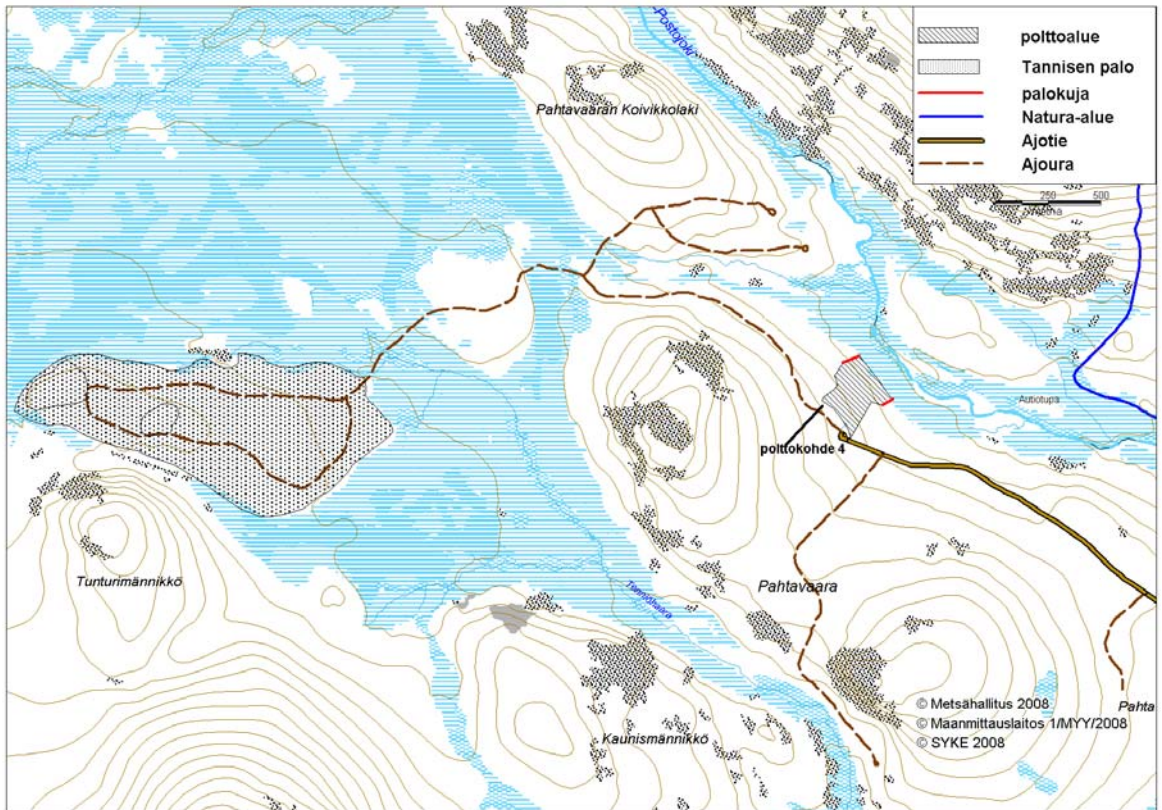 polttoalue
Tannisen palo
palokuja
Natura-alue
Ajotie
Ajoura
250
500
Postojoki
Pahtavaaran Koivikkolaki
Autiotupa
polttokohde 4
Tunturimännikkö
Pahtavaara
Kaunismännikkö
Pahta
© Metsähallitus 2008
© Maanmittauslaitos 1/MYY/2008
© SYKE 2008